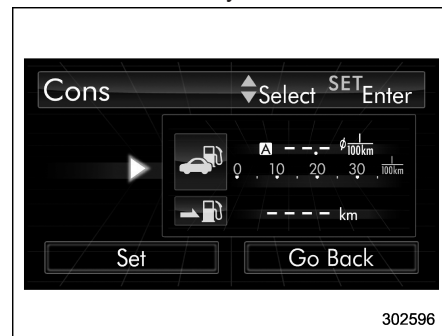 Cons Select SET Enter
A --.- ø l/100km
0 . 10 . 20 . 30 . l/100km
---- km
Set Go Back
302596